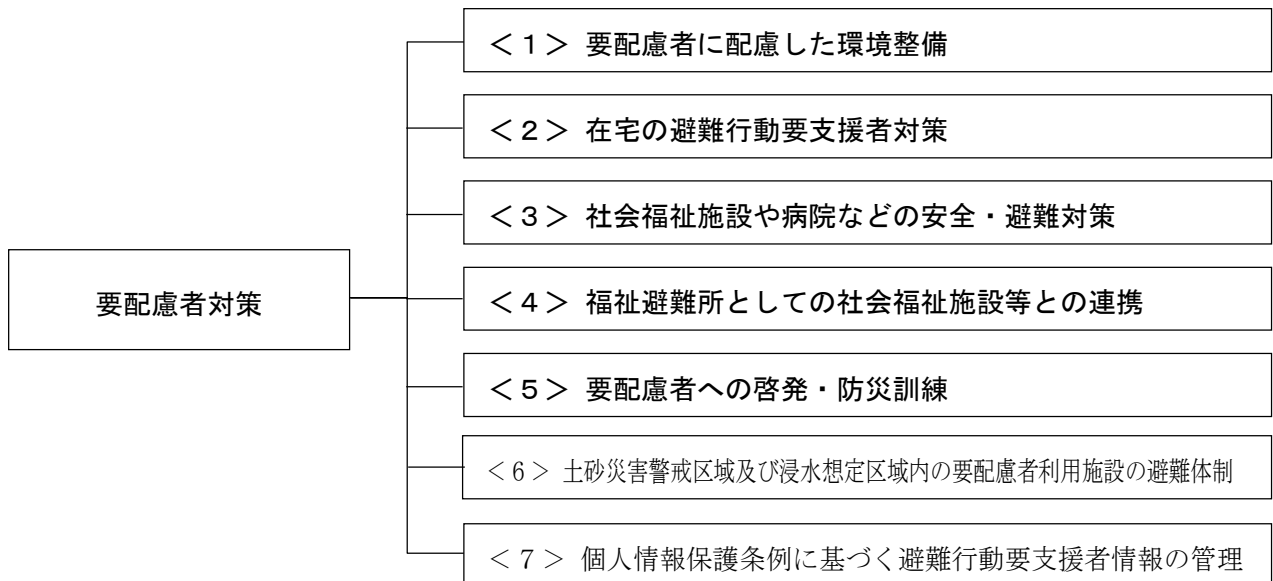 要配慮者対策
＜１＞ 要配慮者に配慮した環境整備
＜２＞ 在宅の避難行動要支援者対策
＜３＞ 社会福祉施設や病院などの安全・避難対策
＜４＞ 福祉避難所としての社会福祉施設等との連携
＜５＞ 要配慮者への啓発・防災訓練
＜６＞ 土砂災害警戒区域及び浸水想定区域内の要配慮者利用施設の避難体制
＜７＞ 個人情報保護条例に基づく避難行動要支援者情報の管理